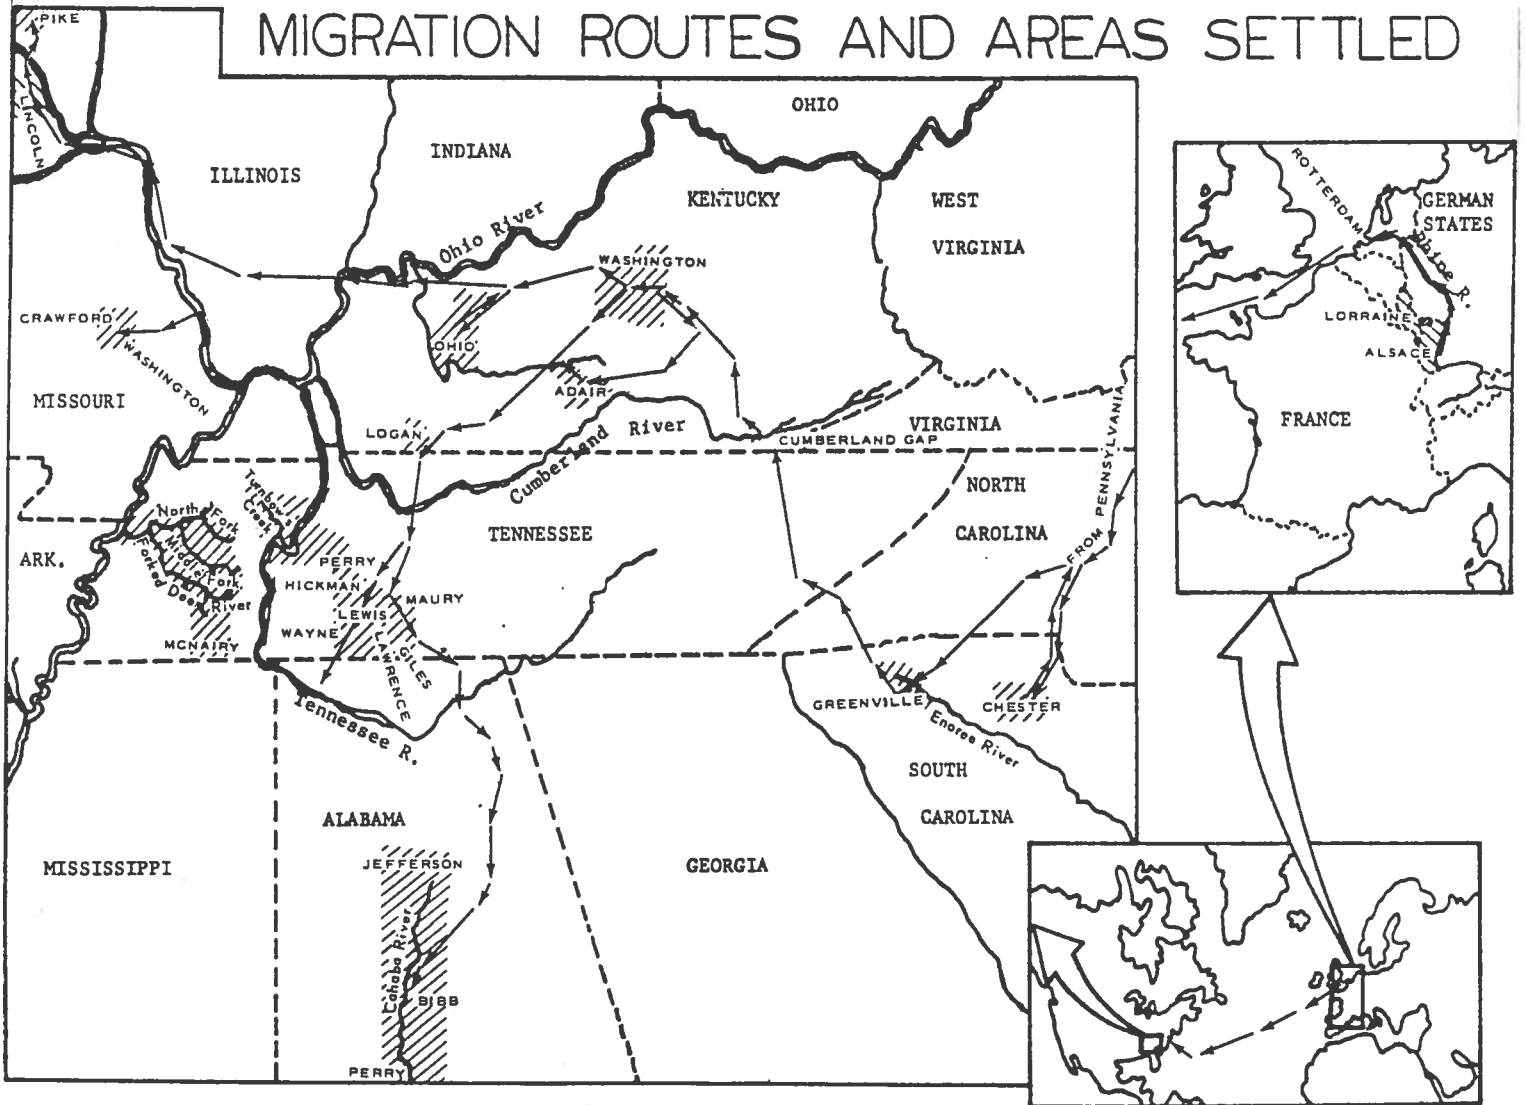 MIGRATION ROUTES AND AREAS SETTLED
PIKE
LINCOLN
ILLINOIS
INDIANA
OHIO
KENTUCKY
WEST
VIRGINIA
Ohio River
WASHINGTON
CRAWFORD
WASHINGTON
MISSOURI
OHIO
ADAIR
LOGAN
Cumberland River
VIRGINIA
CUMBERLAND GAP
FROM PENNSYLVANIA
NORTH
CAROLINA
TENNESSEE
ARK.
North Fork
Middle Fork
Forked Deer River
Creek
MCNAIRY
PERRY
HICKMAN
LEWIS
MAURY
WAYNE
GILES
LAWRENCE
Tennessee R.
GREENVILLE
CHESTER
Enoree River
SOUTH
CAROLINA
ALABAMA
MISSISSIPPI
GEORGIA
JEFFERSON
Cahaba River
BIBB
PERRY
ROTTERDAM
GERMAN
STATES
Rhine R.
LORRAINE
ALSACE
FRANCE